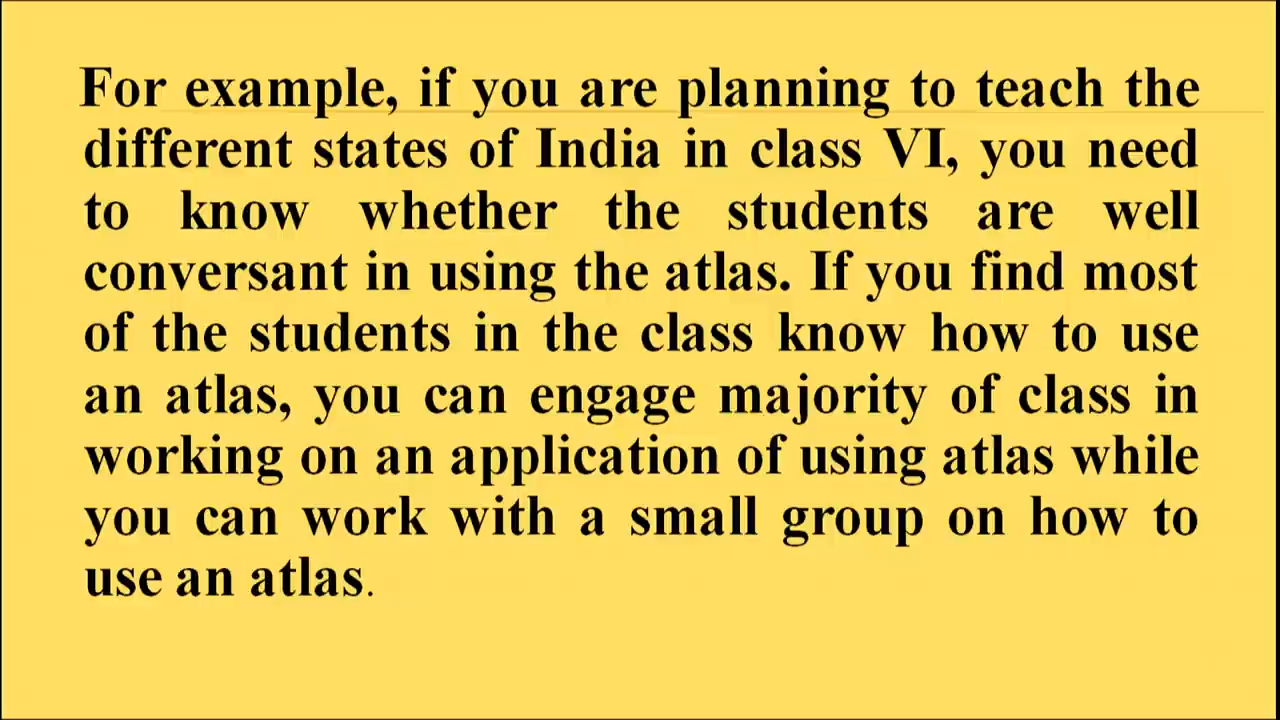 For example, if you are planning to teach the
different states of India in class VI, you need
to know whether the students are well
conversant in using the atlas. If you find most
of the students in the class know how to use
an atlas, you can engage majority of class in
working on an application of using atlas while
you can work with a small group on how to
use an atlas.